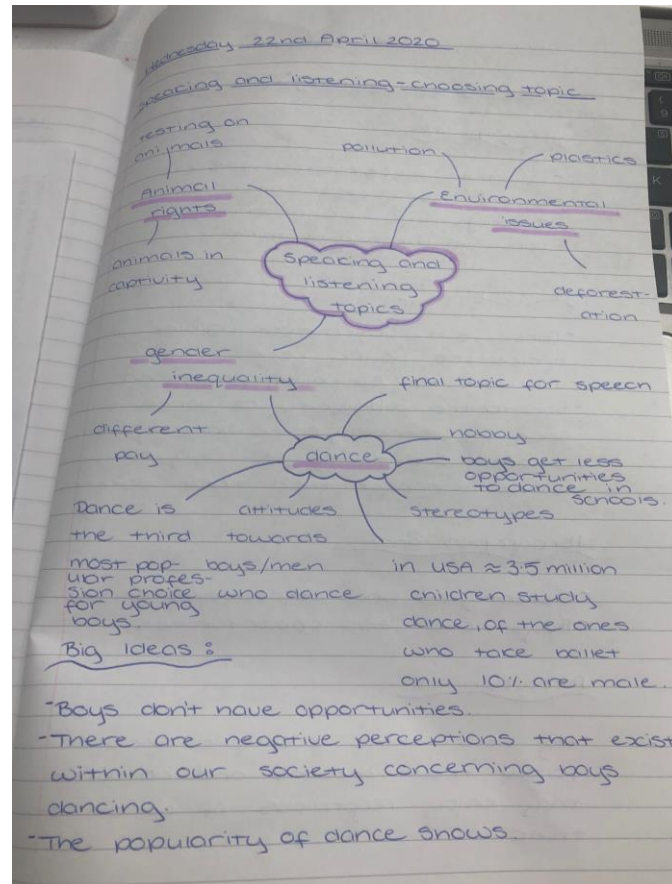 Wednesday 22nd April 2020
Speaking and listening - choosing topic
testing on
animals
Animal
rights
animals in
captivity
pollution
plastics
Environmental
issues
deforest-
ation
Speaking and
listening
topics
gender
inequality
different
pay
dance
final topic for speech
hobby
boys get less
opportunities
to dance in
schools.
stereotypes
attitudes
towards
boys/men
who dance
Dance is
the third
most pop-
ular profes-
sion choice
for young
boys.
in USA ≈ 3.5 million
children study
dance, of the ones
who take ballet
only 10% are male.
Big Ideas :
-Boys don't have opportunities.
-There are negative perceptions that excist
within our society concerning boys
dancing.
-The popularity of dance shows.